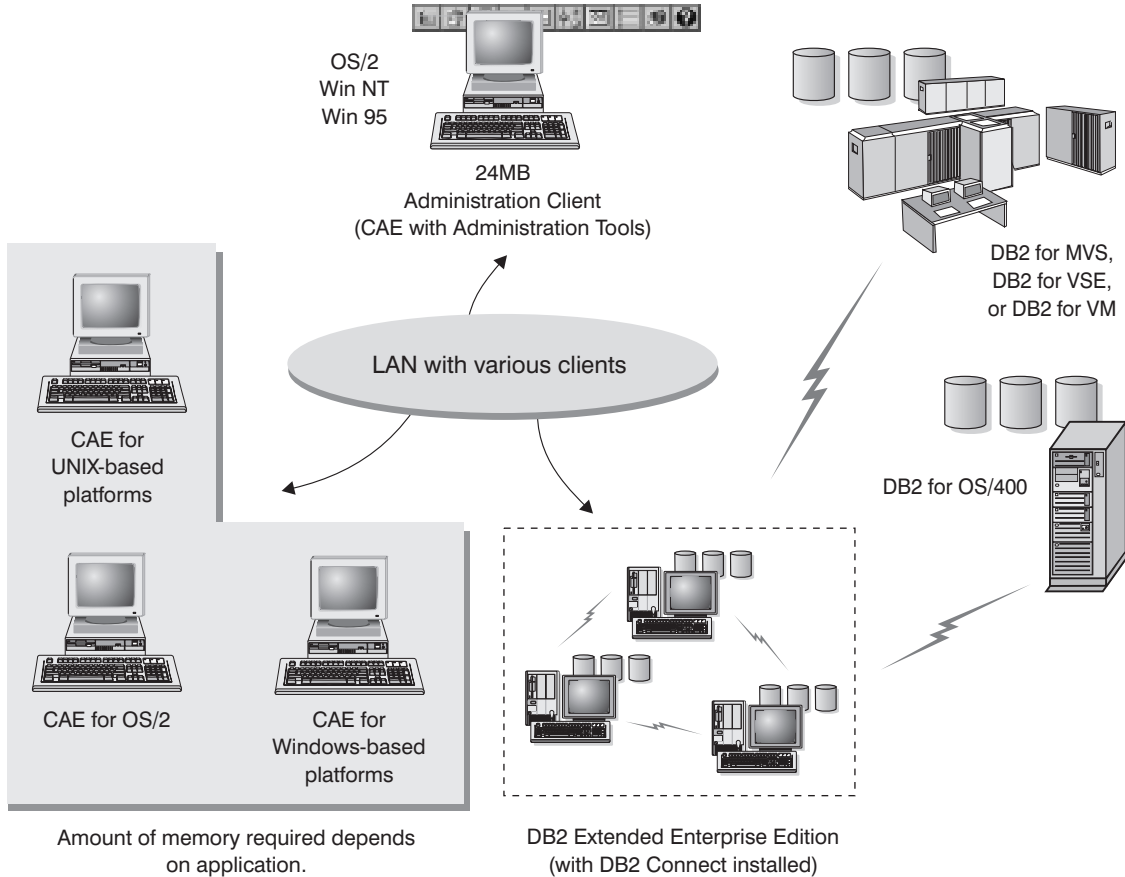 OS/2
Win NT
Win 95
24MB
Administration Client
(CAE with Administration Tools)
DB2 for MVS,
DB2 for VSE,
or DB2 for VM
LAN with various clients
CAE for
UNIX-based
platforms
DB2 for OS/400
CAE for OS/2
CAE for
Windows-based
platforms
Amount of memory required depends
on application.
DB2 Extended Enterprise Edition
(with DB2 Connect installed)